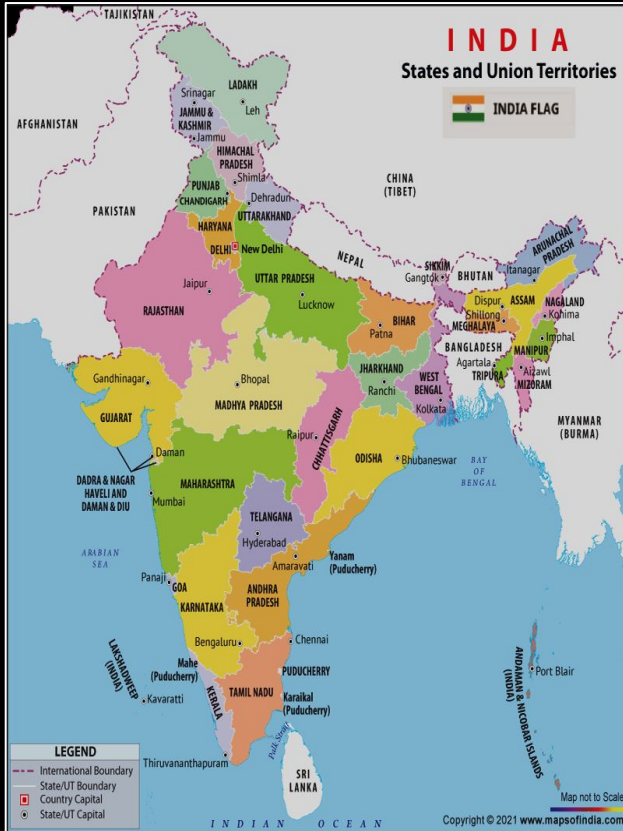 TAJIKISTAN
INDIA
States and Union Territories
INDIA FLAG
AFGHANISTAN
LADAKH
Srinagar
Leh
JAMMU &
KASHMIR
Jammu
HIMACHAL
PRADESH
CHINA
(TIBET)
Shimla
PUNJAB
CHANDIGARH
Dehradun
UTTARAKHAND
PAKISTAN
HARYANA
DELHI
New Delhi
NEPAL
SIKKIM
Gangtok
BHUTAN
ARUNACHAL
PRADESH
Itanagar
Jaipur
UTTAR PRADESH
Lucknow
RAJASTHAN
BIHAR
Patna
Dispur
ASSAM
NAGALAND
Kohima
Shillong
MEGHALAYA
Imphal
MANIPUR
BANGLADESH
Agartala
TRIPURA
Aizawl
MIZORAM
JHARKHAND
Ranchi
WEST
BENGAL
Kolkata
Gandhinagar
Bhopal
MADHYA PRADESH
GUJARAT
CHHATTISGARH
Raipur
MYANMAR
(BURMA)
Daman
ODISHA
Bhubaneswar
BAY
OF
BENGAL
DADRA & NAGAR
HAVELI AND
DAMAN & DIU
MAHARASHTRA
Mumbai
TELANGANA
Hyderabad
ARABIAN
SEA
Amaravati
Yanam
(Puducherry)
Panaji
GOA
KARNATAKA
ANDHRA
PRADESH
Bengaluru
Chennai
Mahe
(Puducherry)
PUDUCHERRY
LAKSHADWEEP
(INDIA)
Kavaratti
KERALA
TAMIL NADU
Karaikal
(Puducherry)
ANDAMAN & NICOBAR ISLANDS
(INDIA)
Port Blair
Palk Strait
Thiruvananthapuram
SRI
LANKA
LEGEND
International Boundary
State/UT Boundary
Country Capital
State/UT Capital
INDIAN OCEAN
Map not to Scale
Copyright © 2021 www.mapsofindia.com